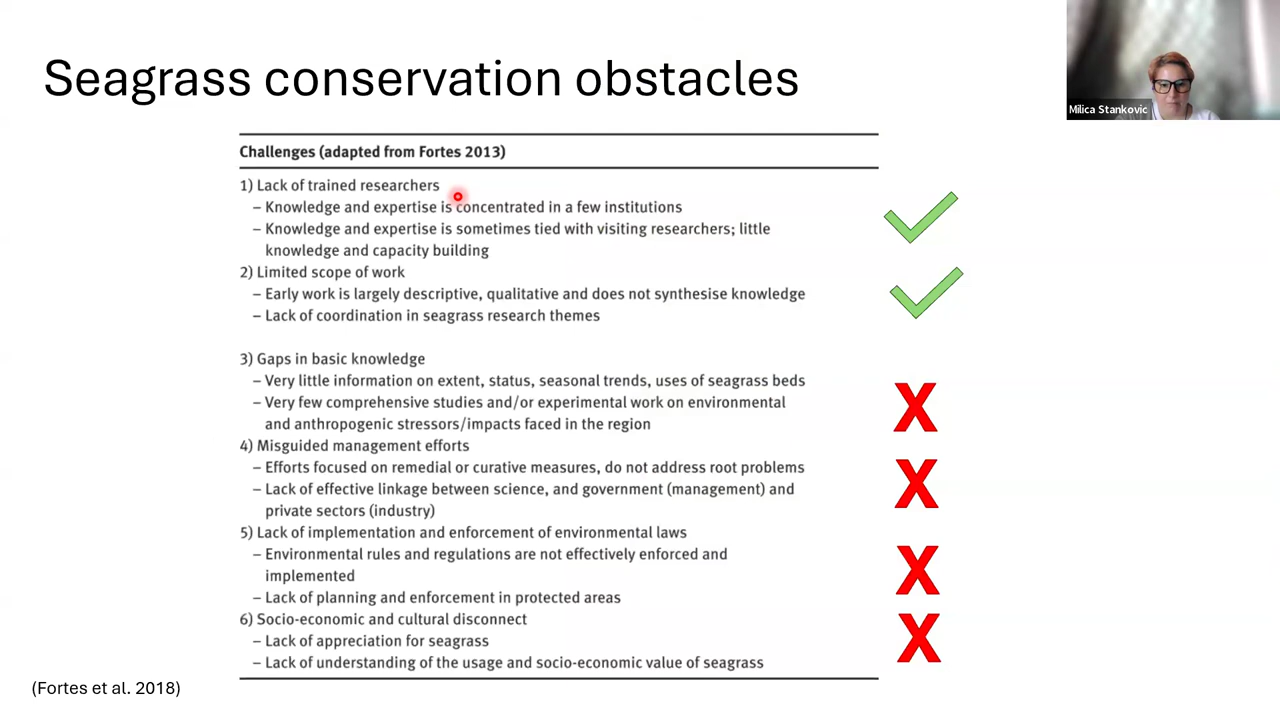 Seagrass conservation obstacles
Milica Stankovic
Challenges (adapted from Fortes 2013)
1) Lack of trained researchers
– Knowledge and expertise is concentrated in a few institutions
– Knowledge and expertise is sometimes tied with visiting researchers; little
knowledge and capacity building
2) Limited scope of work
– Early work is largely descriptive, qualitative and does not synthesise knowledge
– Lack of coordination in seagrass research themes
3) Gaps in basic knowledge
– Very little information on extent, status, seasonal trends, uses of seagrass beds
– Very few comprehensive studies and/or experimental work on environmental
and anthropogenic stressors/impacts faced in the region
4) Misguided management efforts
– Efforts focused on remedial or curative measures, do not address root problems
– Lack of effective linkage between science, and government (management) and
private sectors (industry)
5) Lack of implementation and enforcement of environmental laws
– Environmental rules and regulations are not effectively enforced and
implemented
– Lack of planning and enforcement in protected areas
6) Socio-economic and cultural disconnect
– Lack of appreciation for seagrass
– Lack of understanding of the usage and socio-economic value of seagrass
X
X
X
X
(Fortes et al. 2018)